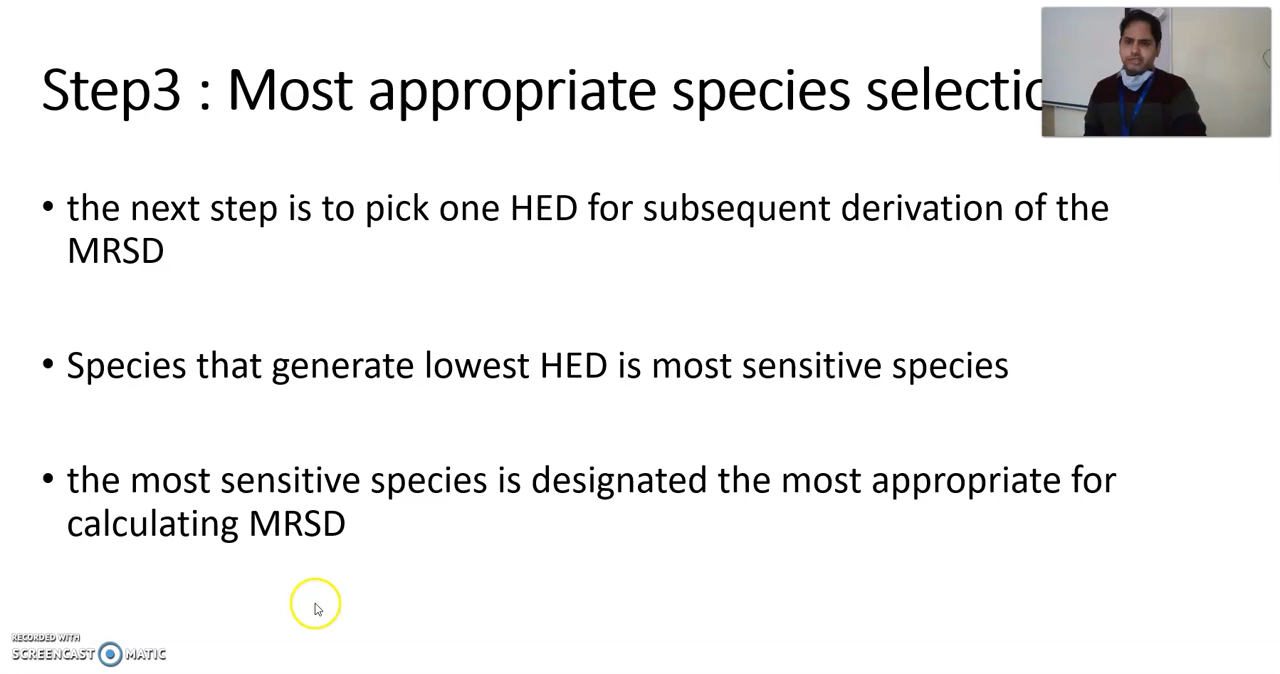 Step3 : Most appropriate species selectio
• the next step is to pick one HED for subsequent derivation of the
MRSD
• Species that generate lowest HED is most sensitive species
• the most sensitive species is designated the most appropriate for
calculating MRSD
RECORDED WITH
SCREENCAST MATIC